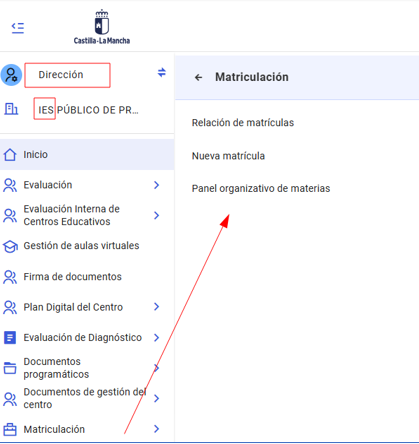 Castilla-La Mancha
Dirección
IES PÚBLICO DE PR...
Inicio
Evaluación
Evaluación Interna de
Centros Educativos
Gestión de aulas virtuales
Firma de documentos
Plan Digital del Centro
Evaluación de Diagnóstico
Documentos
programáticos
Documentos de gestión del
centro
Matriculación
Matriculación
Relación de matrículas
Nueva matrícula
Panel organizativo de materias